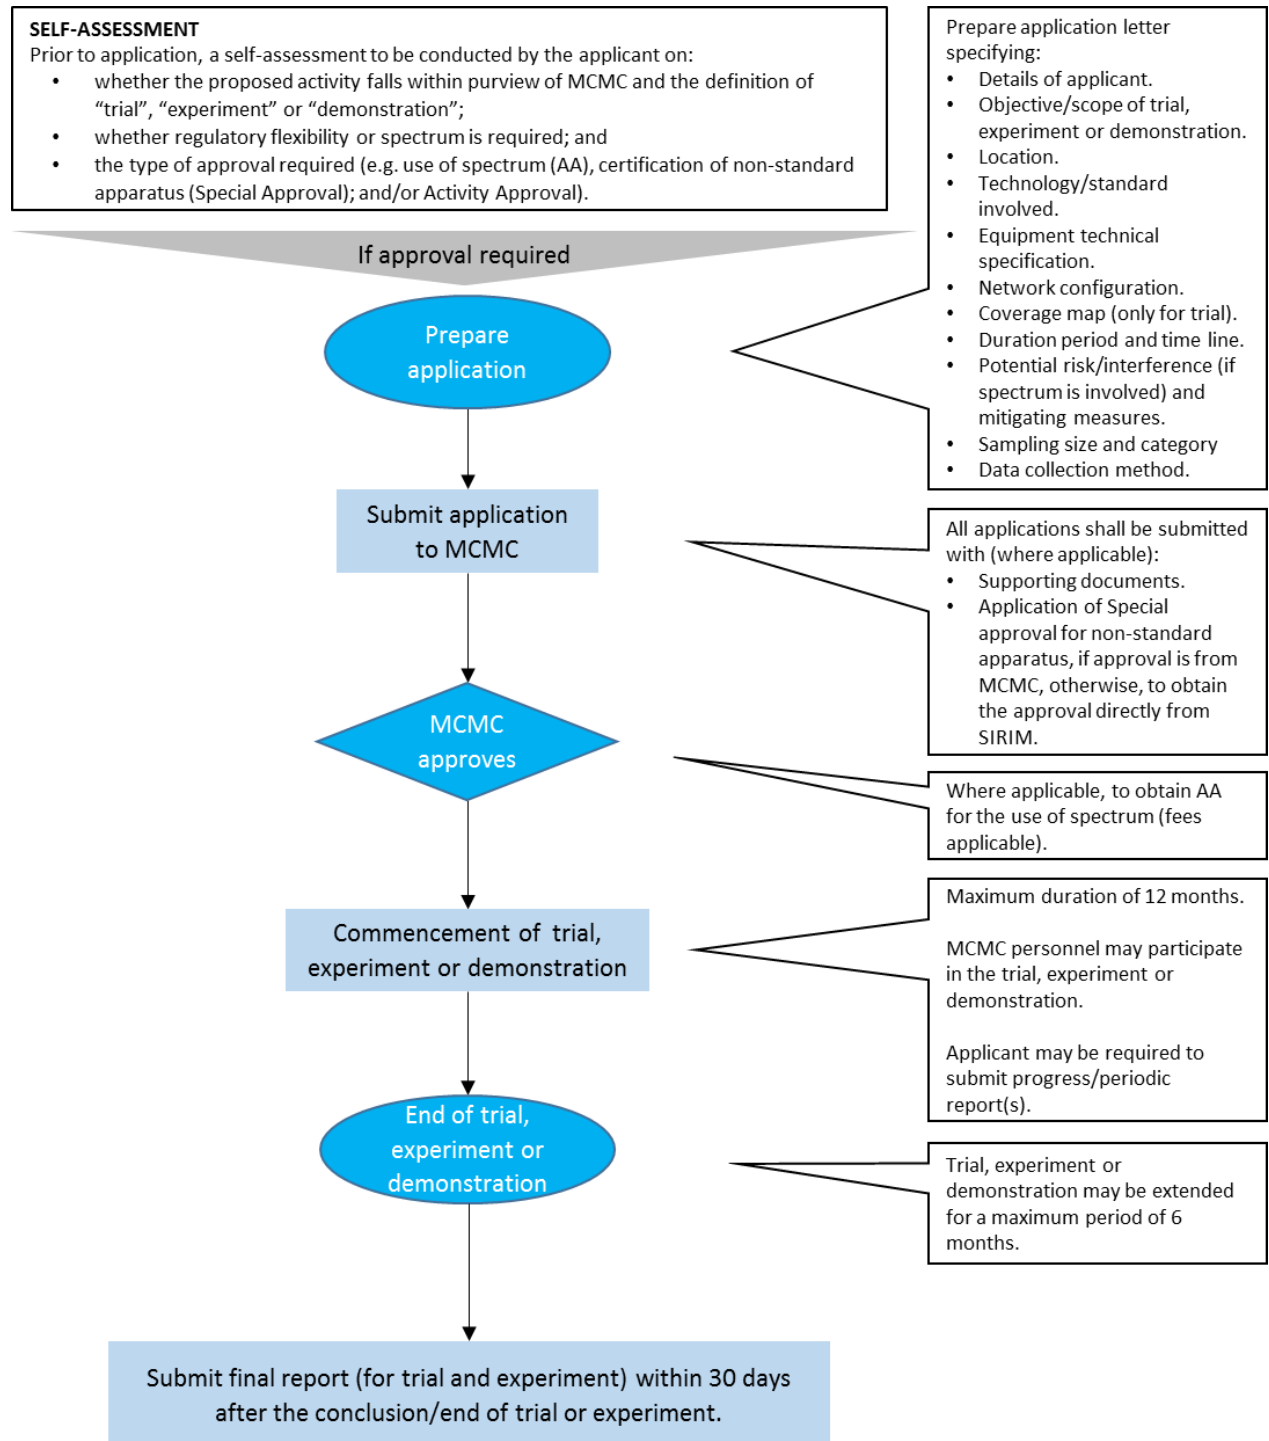 SELF-ASSESSMENT
Prior to application, a self-assessment to be conducted by the applicant on:
• whether the proposed activity falls within purview of MCMC and the definition of
“trial”, “experiment” or “demonstration”;
• whether regulatory flexibility or spectrum is required; and
• the type of approval required (e.g. use of spectrum (AA), certification of non-standard
apparatus (Special Approval); and/or Activity Approval).
If approval required
Prepare
application
Prepare application letter
specifying:
• Details of applicant.
• Objective/scope of trial,
experiment or demonstration.
• Location.
• Technology/standard
involved.
• Equipment technical
specification.
• Network configuration.
• Coverage map (only for trial).
• Duration period and time line.
• Potential risk/interference (if
spectrum is involved) and
mitigating measures.
• Sampling size and category
• Data collection method.
Submit application
to MCMC
All applications shall be submitted
with (where applicable):
• Supporting documents.
• Application of Special
approval for non-standard
apparatus, if approval is from
MCMC, otherwise, to obtain
the approval directly from
SIRIM.
MCMC
approves
Where applicable, to obtain AA
for the use of spectrum (fees
applicable).
Commencement of trial,
experiment or demonstration
Maximum duration of 12 months.
MCMC personnel may participate
in the trial, experiment or
demonstration.
Applicant may be required to
submit progress/periodic
report(s).
End of trial,
experiment or
demonstration
Trial, experiment or
demonstration may be extended
for a maximum period of 6
months.
Submit final report (for trial and experiment) within 30 days
after the conclusion/end of trial or experiment.